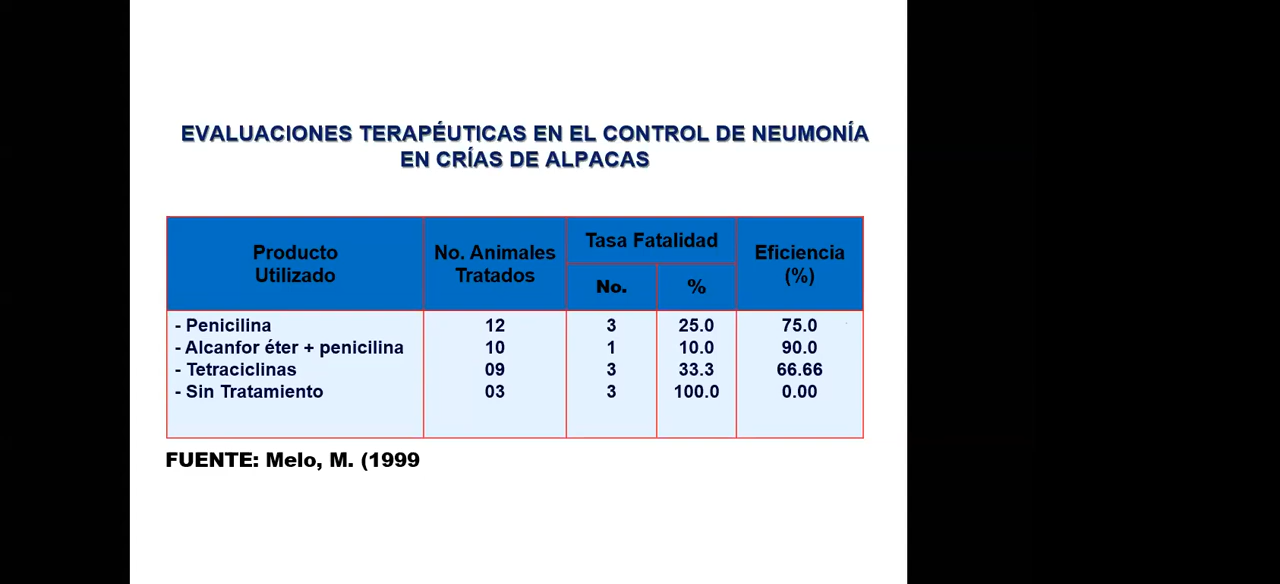 EVALUACIONES TERAPÉUTICAS EN EL CONTROL DE NEUMONÍA
EN CRÍAS DE ALPACAS
Producto Utilizado No. Animales Tratados Tasa Fatalidad Eficiencia (%)
No. %
- Penicilina 12 3 25.0 75.0
- Alcanfor éter + penicilina 10 1 10.0 90.0
- Tetraciclinas 09 3 33.3 66.66
- Sin Tratamiento 03 3 100.0 0.00
FUENTE: Melo, M. (1999